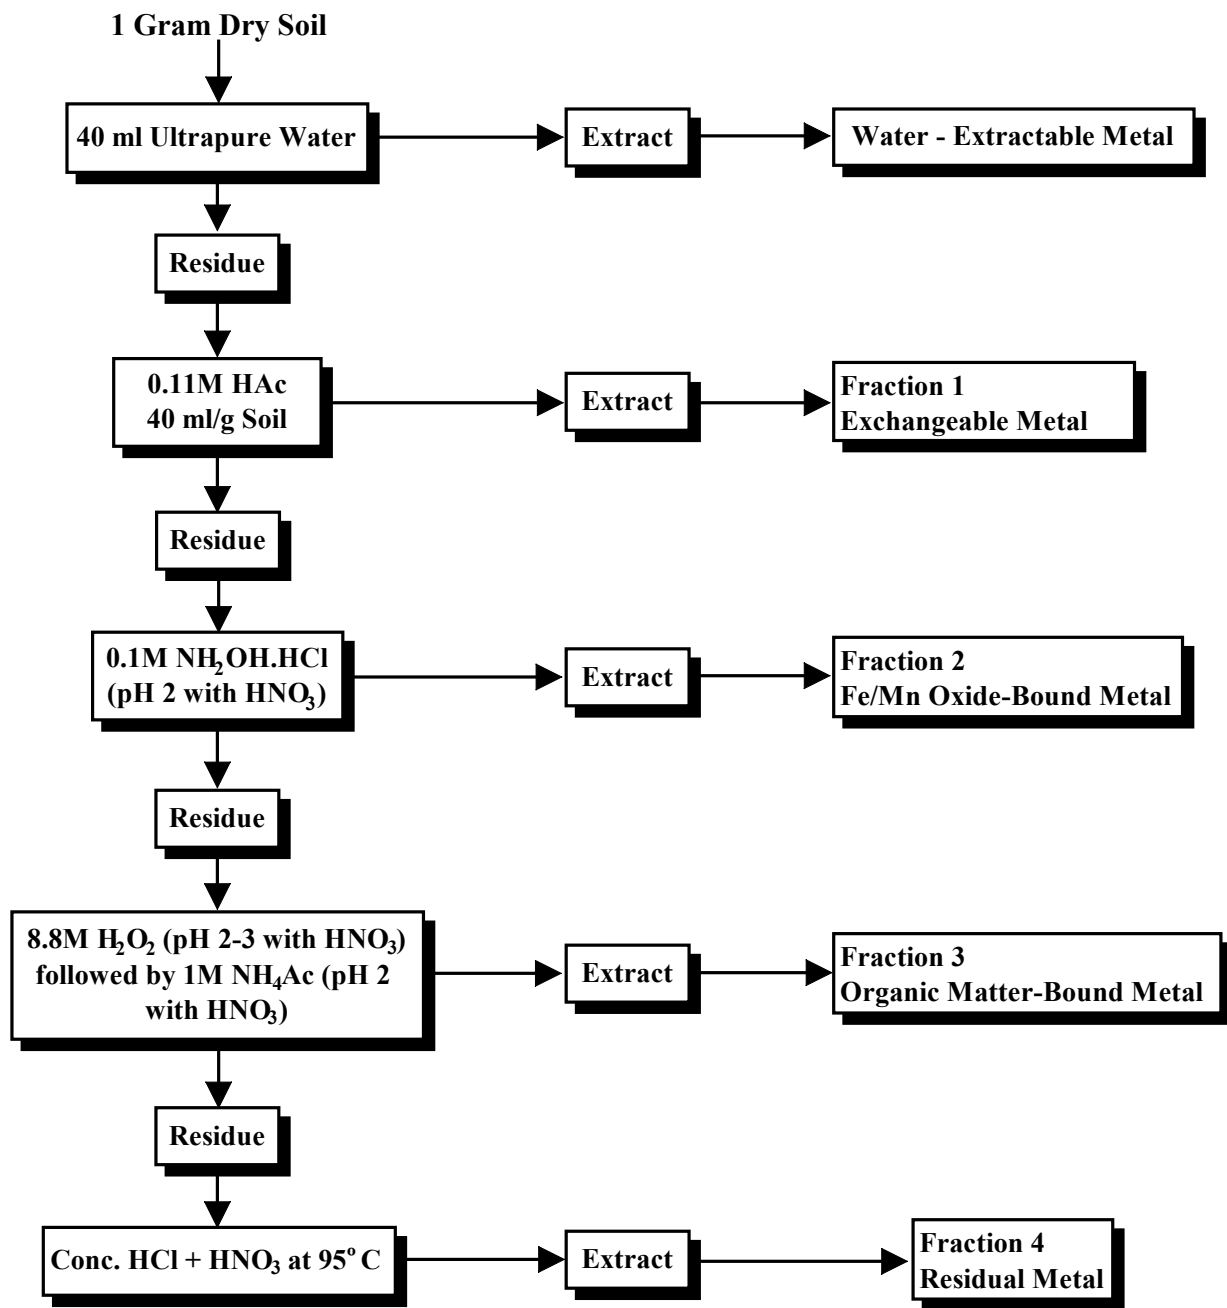 1 Gram Dry Soil
40 ml Ultrapure Water
Extract
Water - Extractable Metal
Residue
0.11M HAc
40 ml/g Soil
Extract
Fraction 1
Exchangeable Metal
Residue
0.1M NH₂OH.HCl
(pH 2 with HNO₃)
Extract
Fraction 2
Fe/Mn Oxide-Bound Metal
Residue
8.8M H₂O₂ (pH 2-3 with HNO₃)
followed by 1M NH₄Ac (pH 2
with HNO₃)
Extract
Fraction 3
Organic Matter-Bound Metal
Residue
Conc. HCl + HNO₃ at 95° C
Extract
Fraction 4
Residual Metal